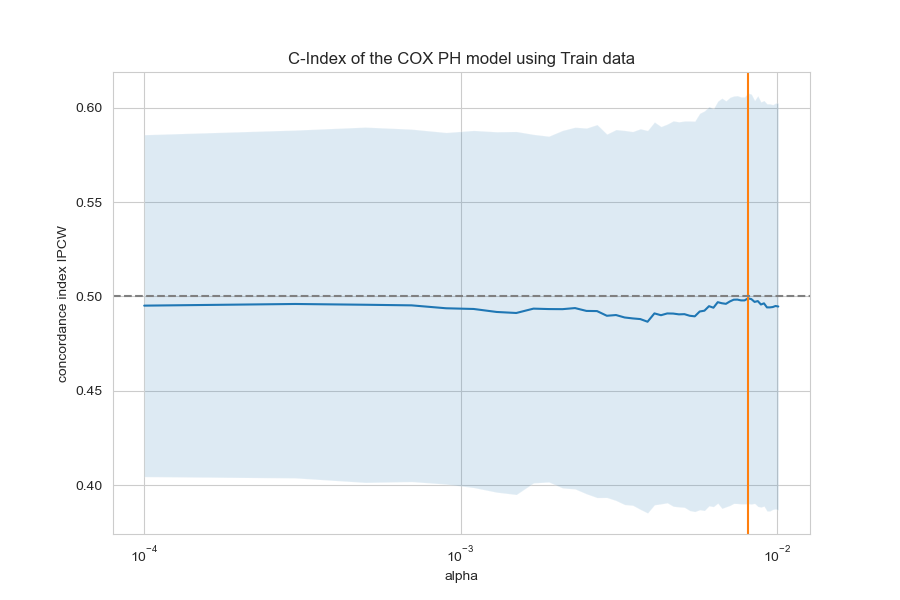 C-Index of the COX PH model using Train data
concordance index IPCW
0.60
0.55
0.50
0.45
0.40
10⁻⁴
10⁻³
10⁻²
alpha